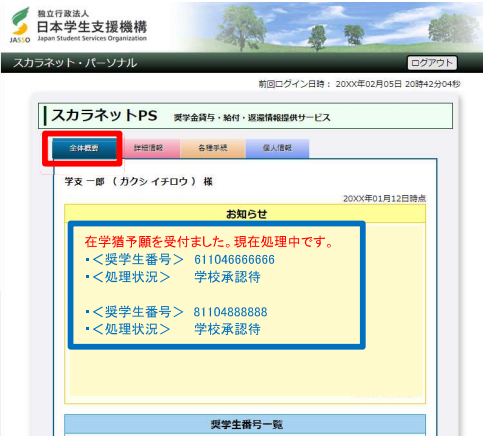 独立行政法人
日本学生支援機構
JASSO Japan Student Services Organization
スカラネット・パーソナル ログアウト
前回ログイン日時： 20XX年02月05日 20時42分04秒
スカラネットPS 奨学金貸与・給付・返還情報提供サービス
全体概要 詳細情報 各種手続 個人情報
学支 一郎 （ ガクシ イチロウ ） 様
20XX年01月12日時点
お知らせ
在学猶予願を受付ました。現在処理中です。
・＜奨学生番号＞ 611046666666
・＜処理状況＞ 学校承認待
・＜奨学生番号＞ 81104888888
・＜処理状況＞ 学校承認待
奨学生番号一覧